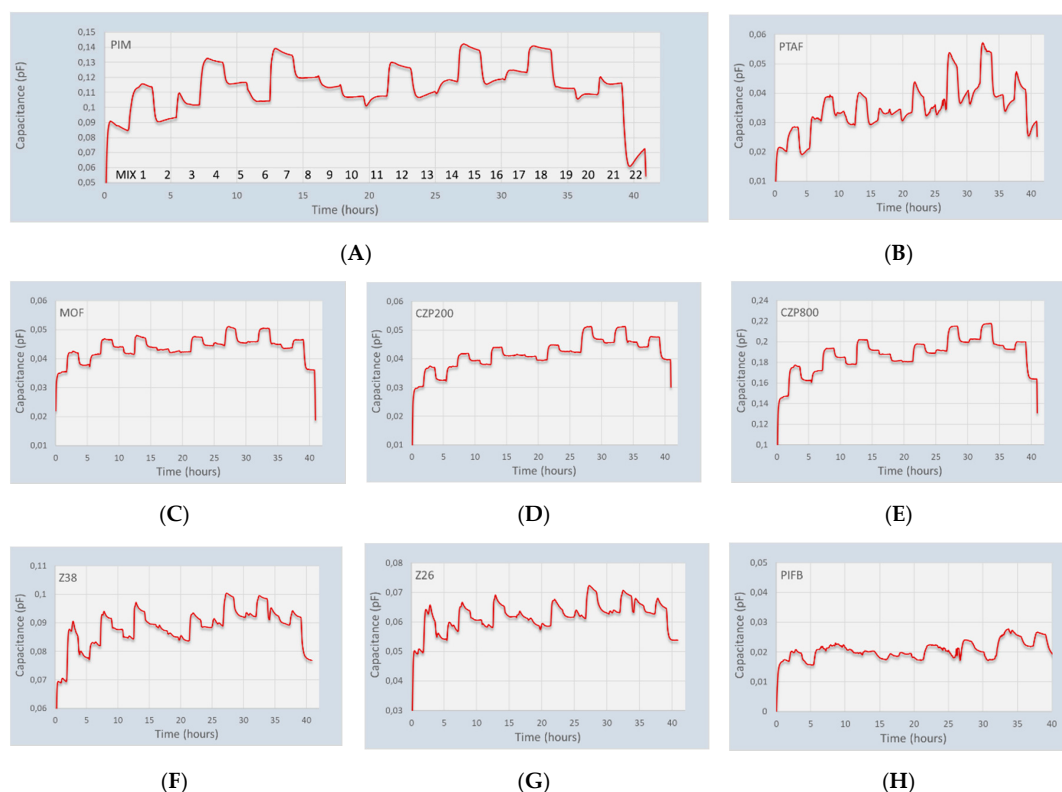 PIM
Capacitance (pF)
0,15
0,14
0,13
0,12
0,11
0,1
0,09
0,08
0,07
0,06
0,05
MIX 1 2 3 4 5 6 7 8 9 10 11 12 13 14 15 16 17 18 19 20 21 22
0 5 10 15 20 25 30 35 40
Time (hours)
(A)
PTAF
Capacitance (pF)
0,06
0,05
0,04
0,03
0,02
0,01
0 5 10 15 20 25 30 35 40
Time (hours)
(B)
MOF
Capacitance (pF)
0,06
0,05
0,04
0,03
0,02
0,01
0 5 10 15 20 25 30 35 40
Time (hours)
(C)
CZP200
Capacitance (pF)
0,06
0,05
0,04
0,03
0,02
0,01
0 5 10 15 20 25 30 35 40
Time (hours)
(D)
CZP800
Capacitance (pF)
0,24
0,22
0,2
0,18
0,16
0,14
0,12
0,1
0 5 10 15 20 25 30 35 40
Time (hours)
(E)
Z38
Capacitance (pF)
0,11
0,1
0,09
0,08
0,07
0,06
0 5 10 15 20 25 30 35 40
Time (hours)
(F)
Z26
Capacitance (pF)
0,08
0,07
0,06
0,05
0,04
0,03
0 5 10 15 20 25 30 35 40
Time (hours)
(G)
PIFB
Capacitance (pF)
0,05
0,04
0,03
0,02
0,01
0
0 5 10 15 20 25 30 35 40
Time (hours)
(H)